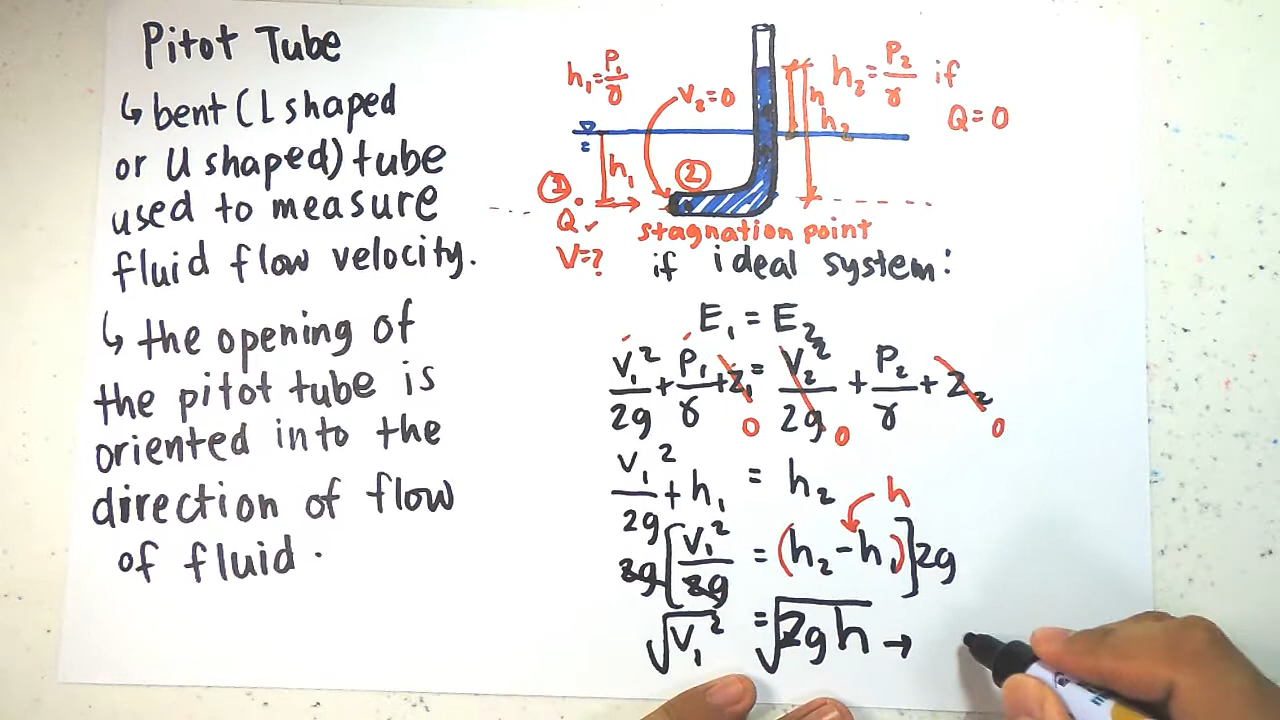 Pitot Tube
↳ bent (L shaped
or U shaped) tube
used to measure
fluid flow velocity.
↳ the opening of
the pitot tube is
oriented into the
direction of flow
of fluid.
h₁ = P₁/γ
V₂ = 0
h₂ = P₂/γ if
Q = 0
h
h₂
h₁
②
Q ✓
V = ?
stagnation point
if ideal system:
E₁ = E₂
V₁²/2g + P₁/γ + Z₁ = V₂²/2g + P₂/γ + Z₂
0 0 0
V₁²/2g + h₁ = h₂
h
2g [V₁²/2g = (h₂ - h₁)] 2g
√V₁² = √2gh →